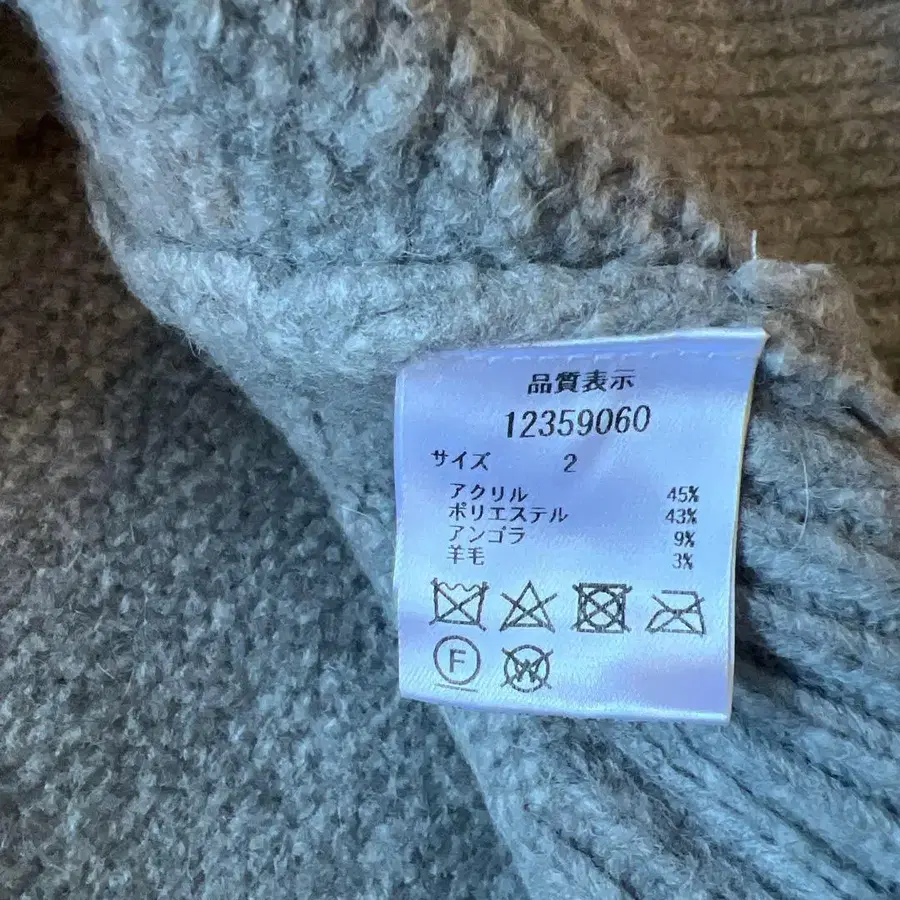 品質表示
12359060
サイズ 2
アクリル 45%
ポリエステル 43%
アンゴラ 9%
羊毛 3%
F W